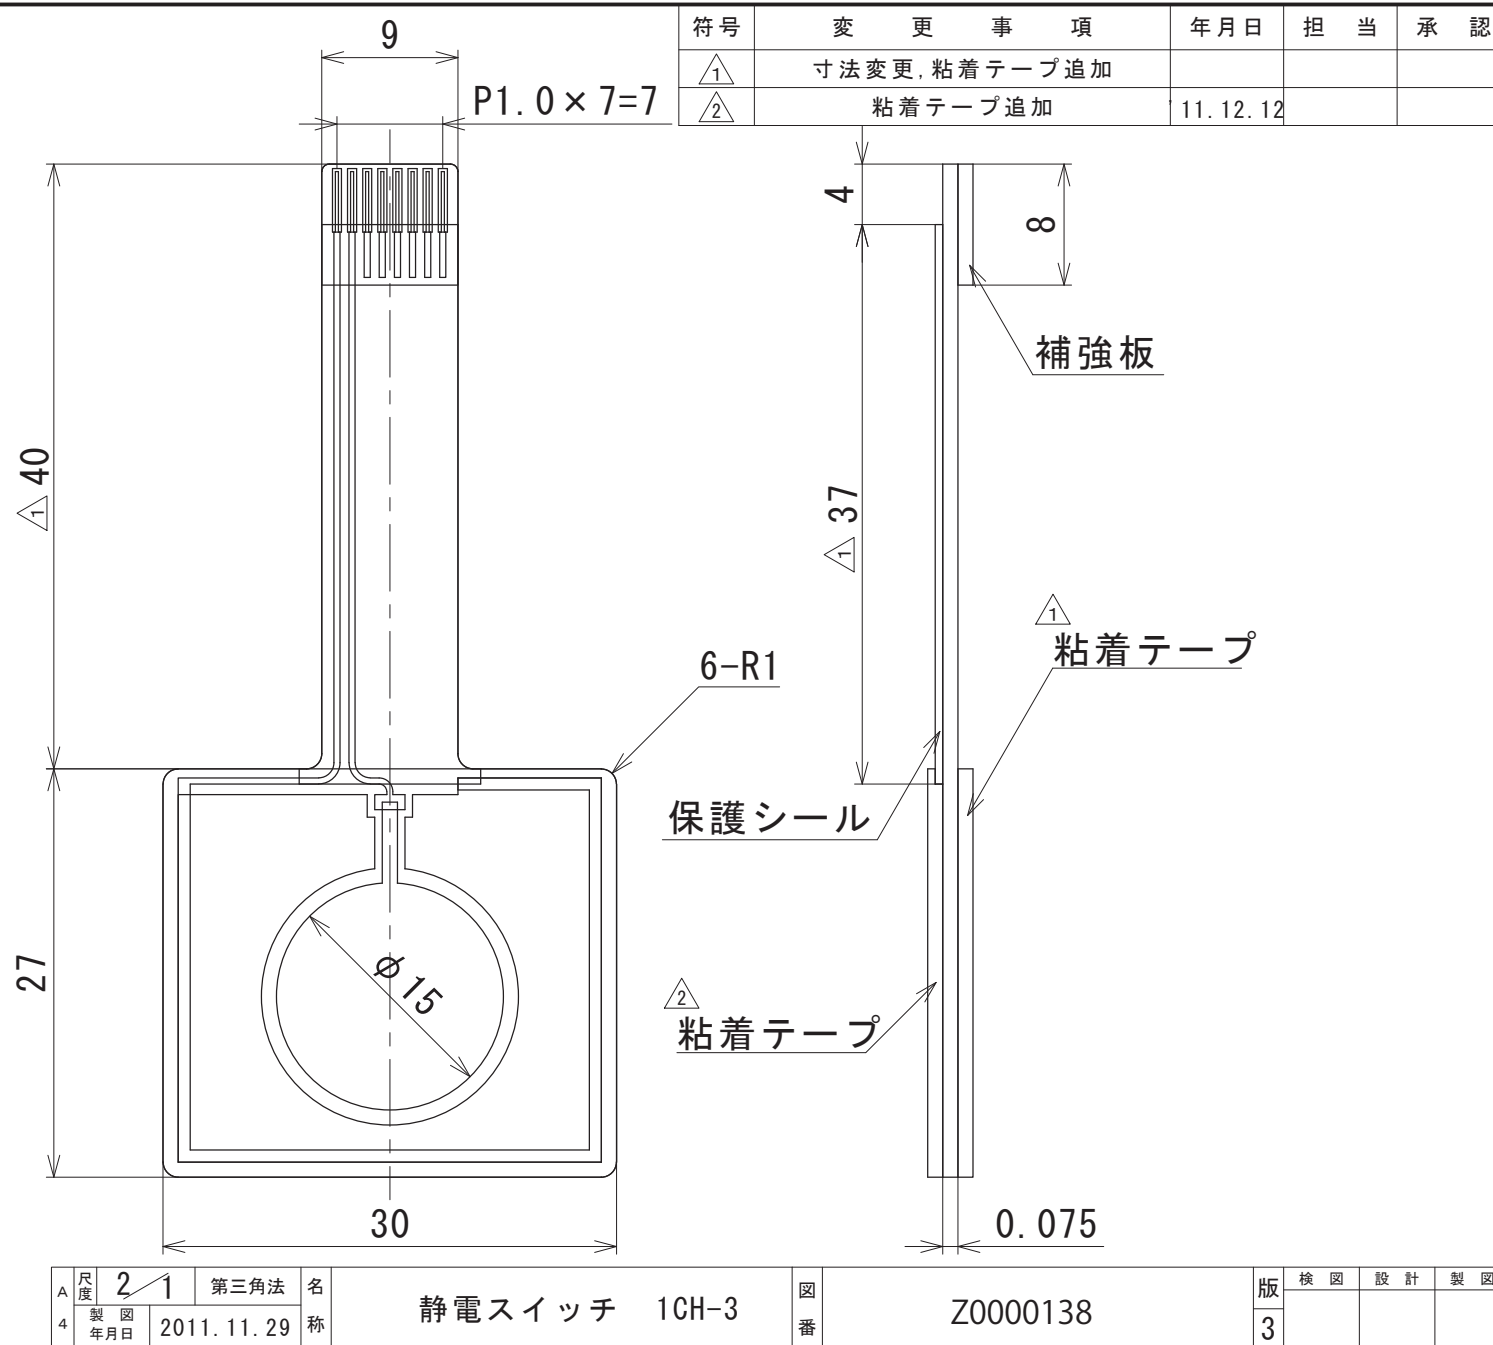 符号 変更事項 年月日 担当 承認
1 寸法変更,粘着テープ追加
2 粘着テープ追加 '11.12.12
9
P1.0×7=7
4
8
補強板
1 40
1 37
1
粘着テープ
6-R1
保護シール
27
φ15
2
粘着テープ
30
0.075
A4 尺度 2/1 第三角法 名称 静電スイッチ 1CH-3 図番 Z0000138 版 3 検図 設計 製図
製図年月日 2011.11.29